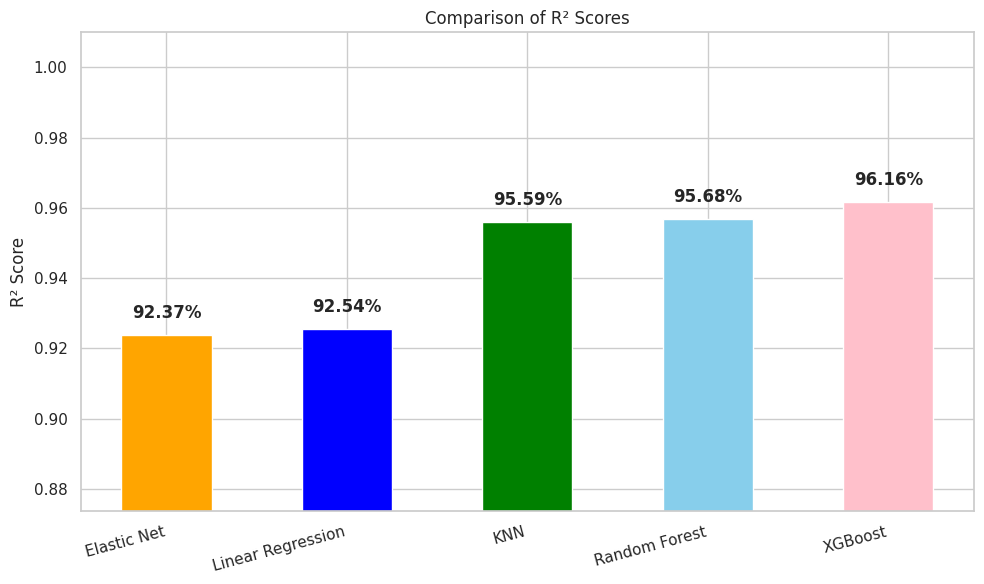 Comparison of R² Scores
R² Score
1.00
0.98
0.96
0.94
0.92
0.90
0.88
92.37%
92.54%
95.59%
95.68%
96.16%
Elastic Net
Linear Regression
KNN
Random Forest
XGBoost